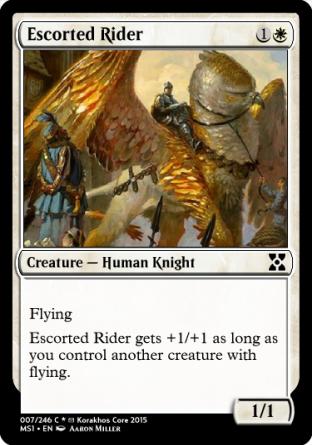 Escorted Rider 1
Creature — Human Knight
Flying
Escorted Rider gets +1/+1 as long as
you control another creature with
flying.
1/1
007/246 C * Korakhos Core 2015
MS1 • EN Aaron Miller